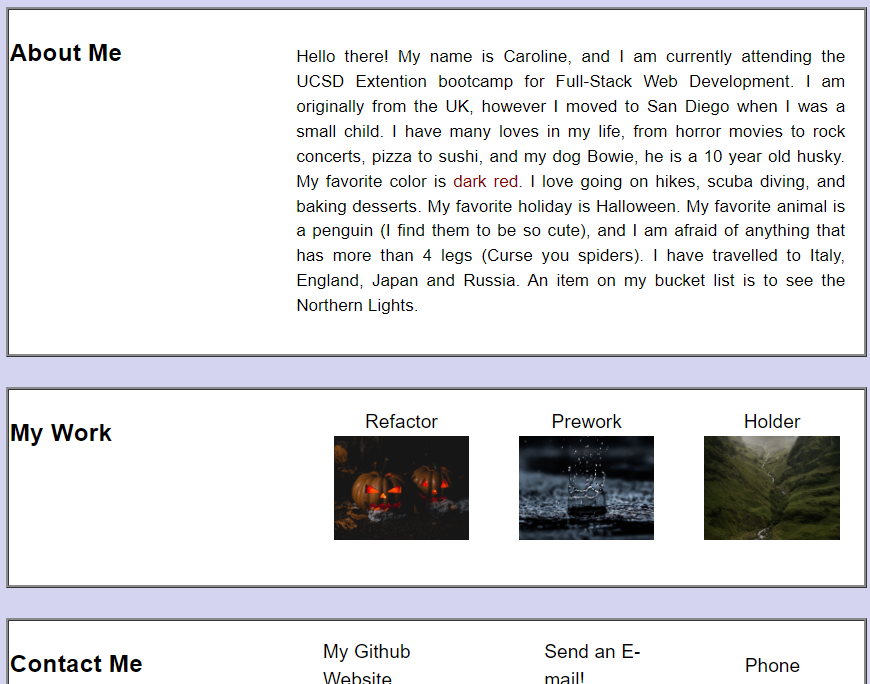 About Me
Hello there! My name is Caroline, and I am currently attending the
UCSD Extention bootcamp for Full-Stack Web Development. I am
originally from the UK, however I moved to San Diego when I was a
small child. I have many loves in my life, from horror movies to rock
concerts, pizza to sushi, and my dog Bowie, he is a 10 year old husky.
My favorite color is dark red. I love going on hikes, scuba diving, and
baking desserts. My favorite holiday is Halloween. My favorite animal is
a penguin (I find them to be so cute), and I am afraid of anything that
has more than 4 legs (Curse you spiders). I have travelled to Italy,
England, Japan and Russia. An item on my bucket list is to see the
Northern Lights.
My Work
Refactor
Prework
Holder
Contact Me
My Github
Website
Send an E-
mail!
Phone